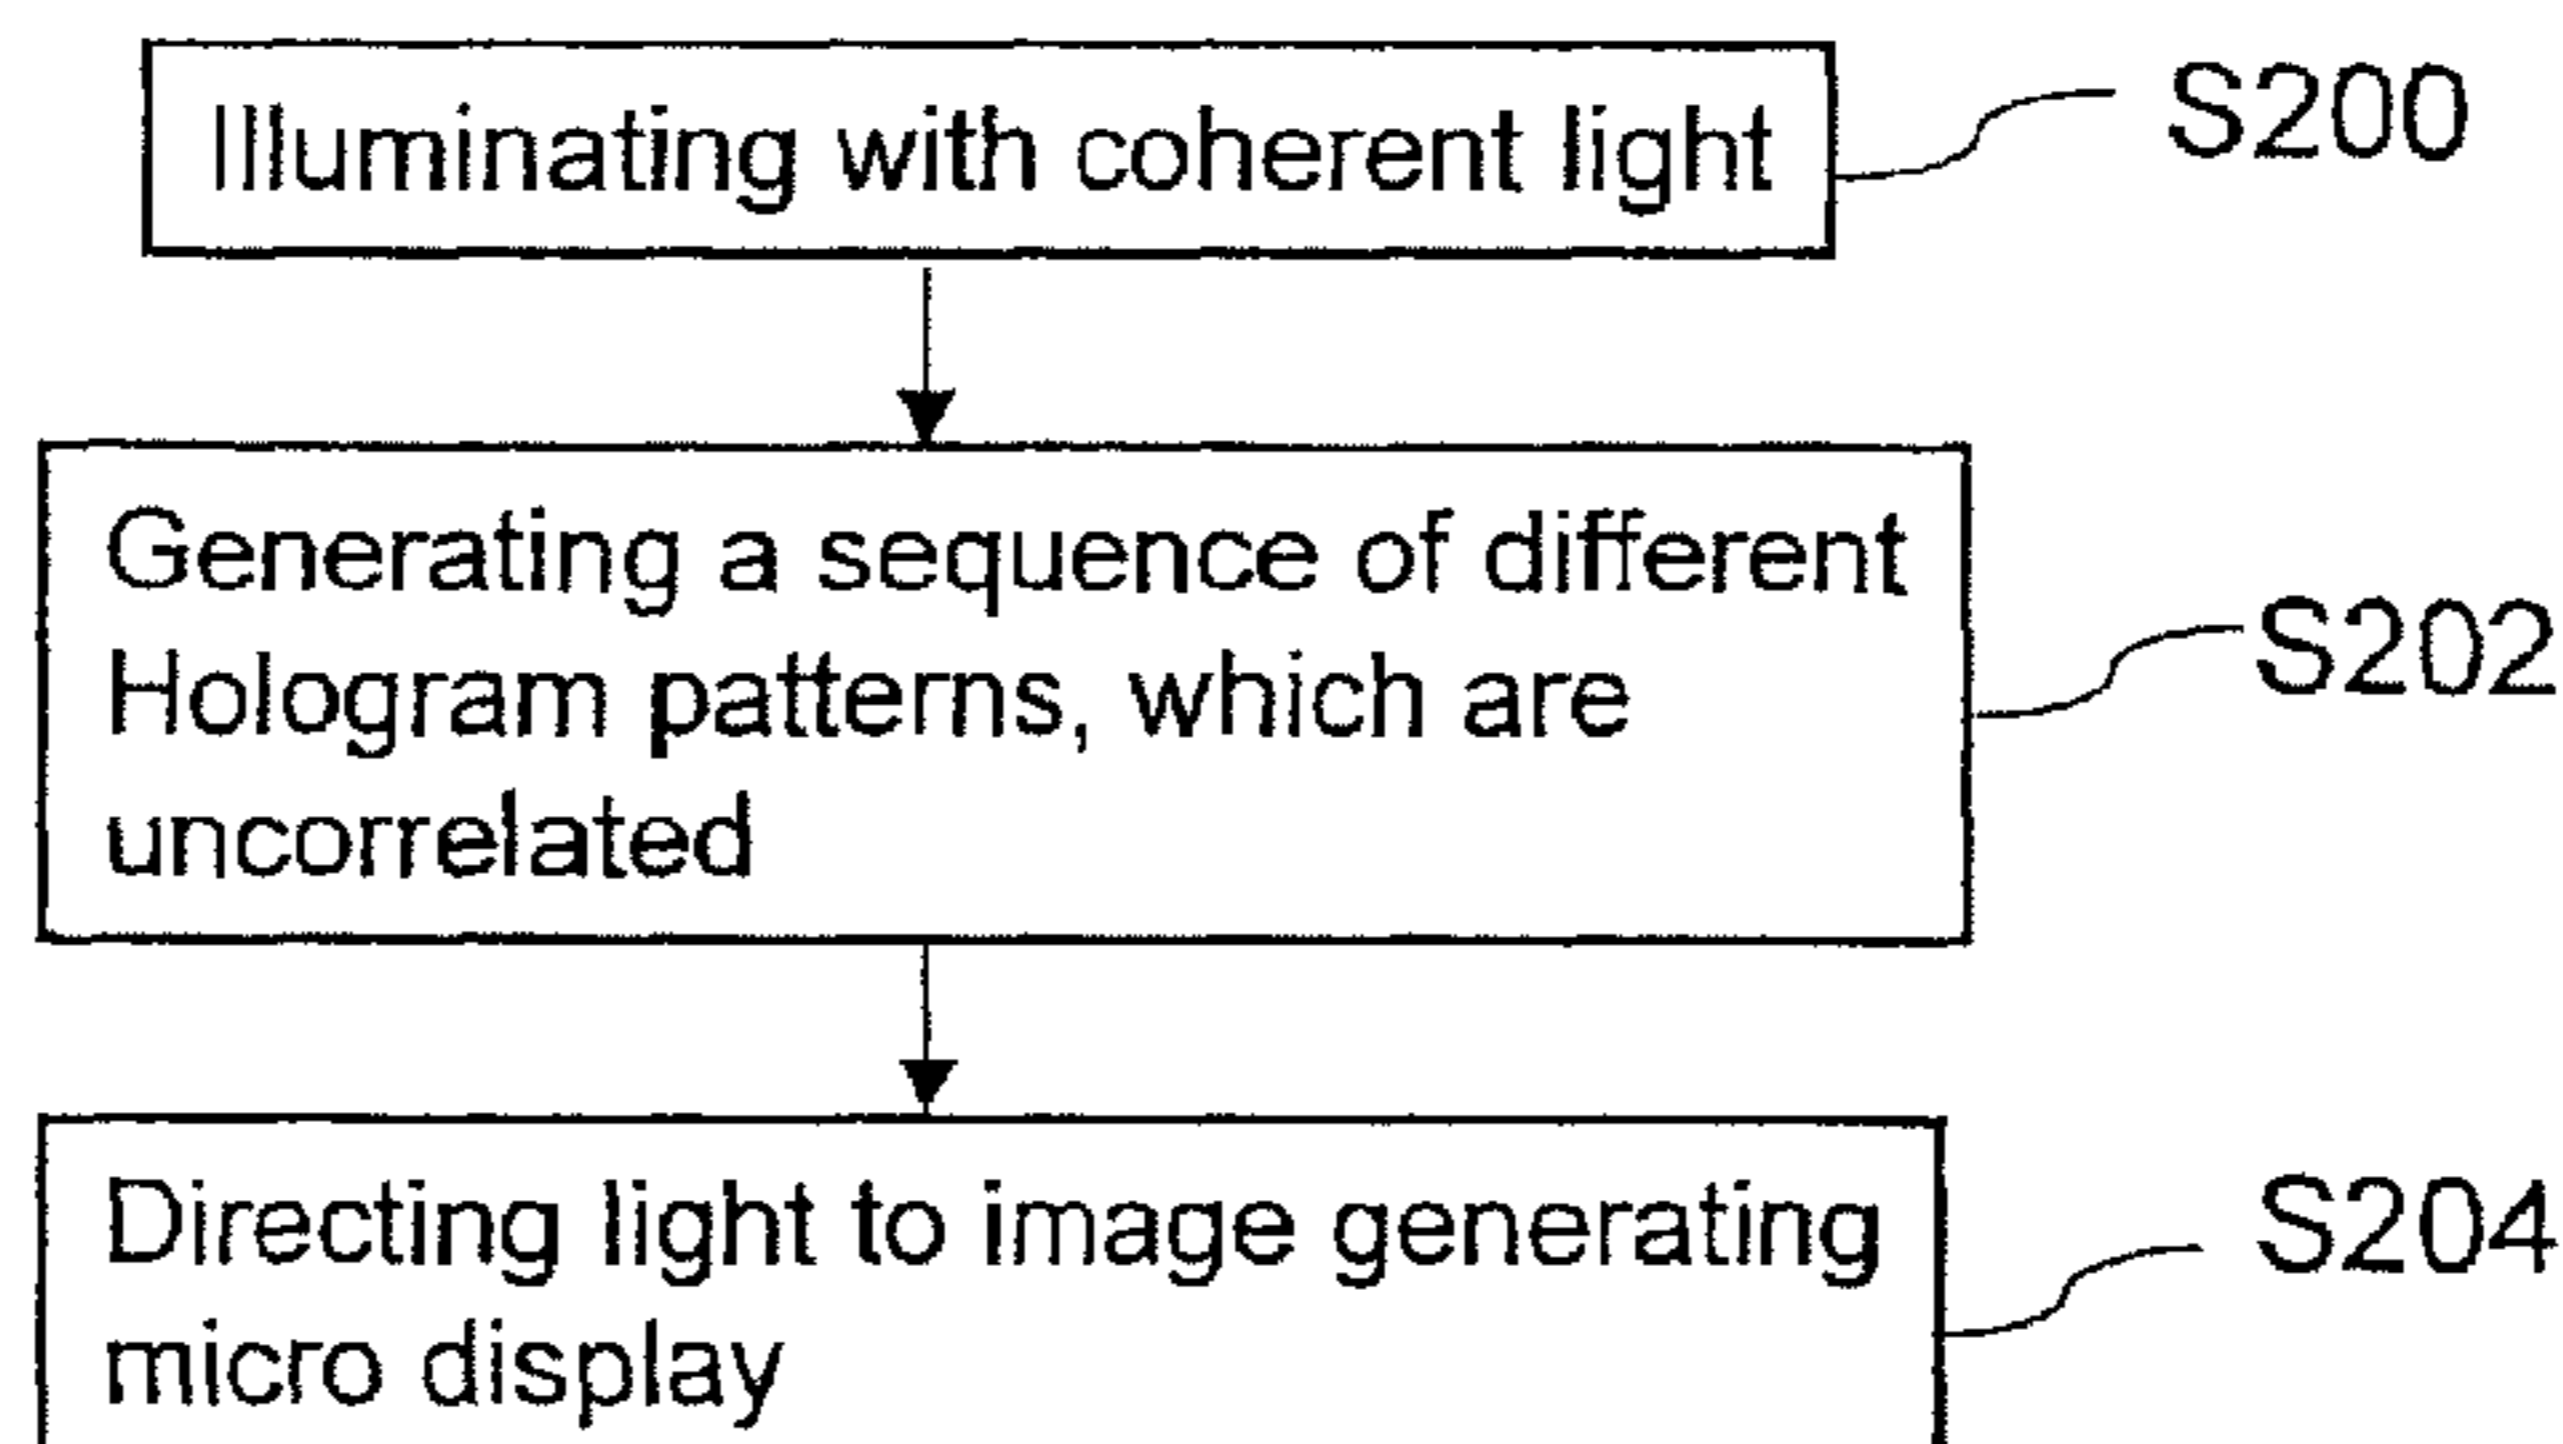 Illuminating with coherent light
S200
Generating a sequence of different
Hologram patterns, which are
uncorrelated
S202
Directing light to image generating
micro display
S204